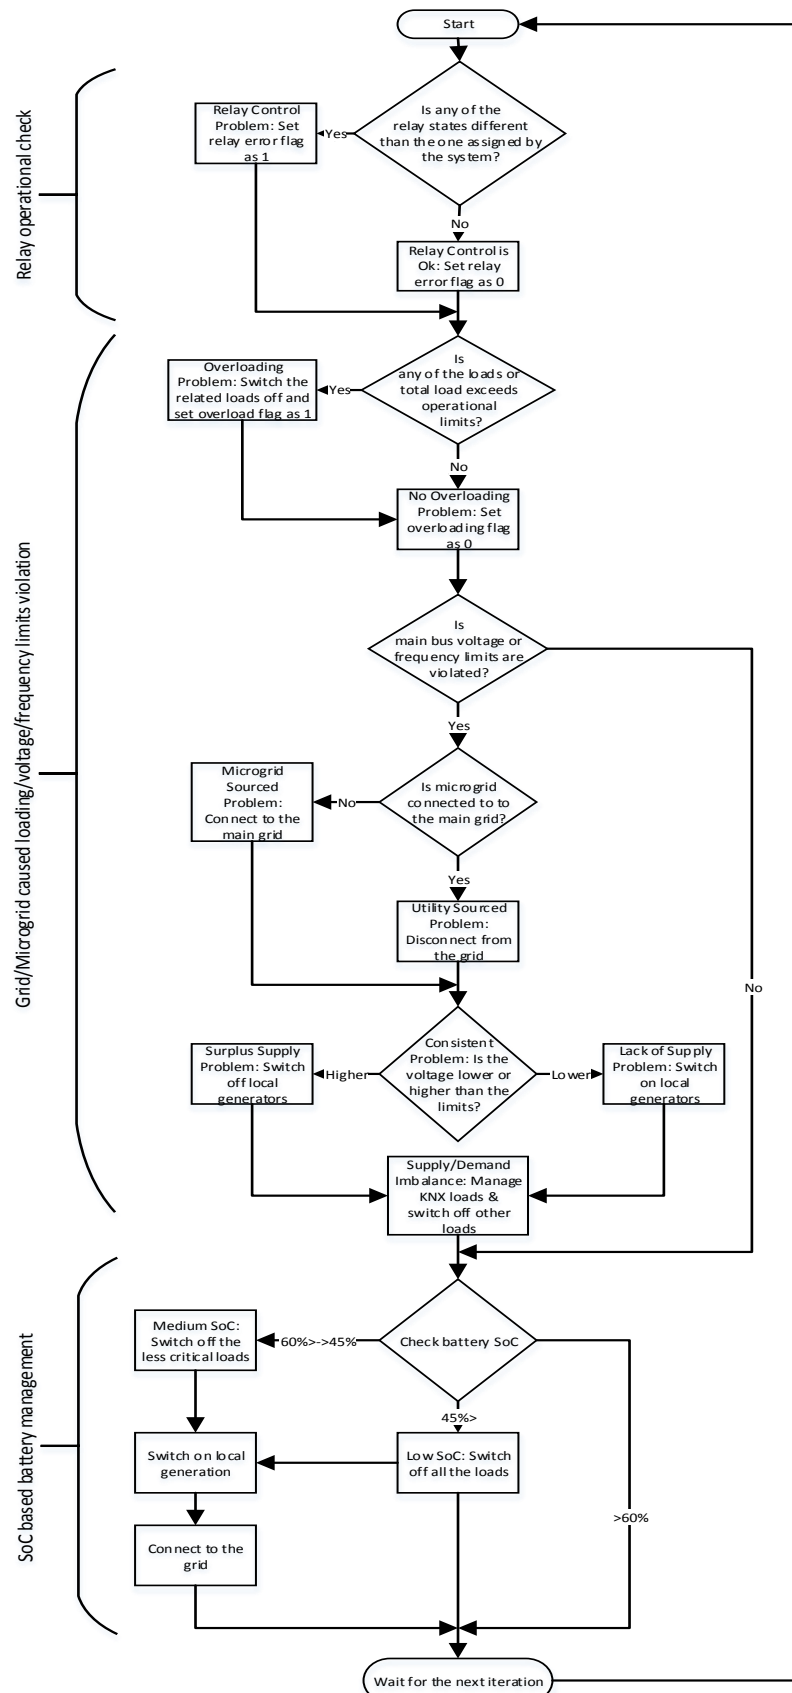 Start
Is any of the
relay states different
than the one assigned by
the system?
Yes
Relay Control
Problem: Set
relay error flag
as 1
No
Relay Control is
Ok: Set relay
error flag as 0
Relay operational check
Is
any of the loads or
total load exceeds
operational
limits?
Yes
Overloading
Problem: Switch the
related loads off and
set overload flag as 1
No
No Overloading
Problem: Set
overloading flag
as 0
Is
main bus voltage or
frequency limits are
violated?
Yes
No
Is microgrid
connected to to
the main grid?
No
Microgrid
Sourced
Problem:
Connect to the
main grid
Yes
Utility Sourced
Problem:
Disconnect from
the grid
Consistent
Problem: Is the
voltage lower or
higher than the
limits?
Higher
Surplus Supply
Problem: Switch
off local
generators
Lower
Lack of Supply
Problem: Switch
on local
generators
Supply/Demand
Imbalance: Manage
KNX loads &
switch off other
loads
Grid/Microgrid caused loading/voltage/frequency limits violation
Check battery SoC
60%>->45%
Medium SoC:
Switch off the
less critical loads
45%>
Low SoC: Switch
off all the loads
Switch on local
generation
Connect to the
grid
>60%
SoC based battery management
Wait for the next iteration